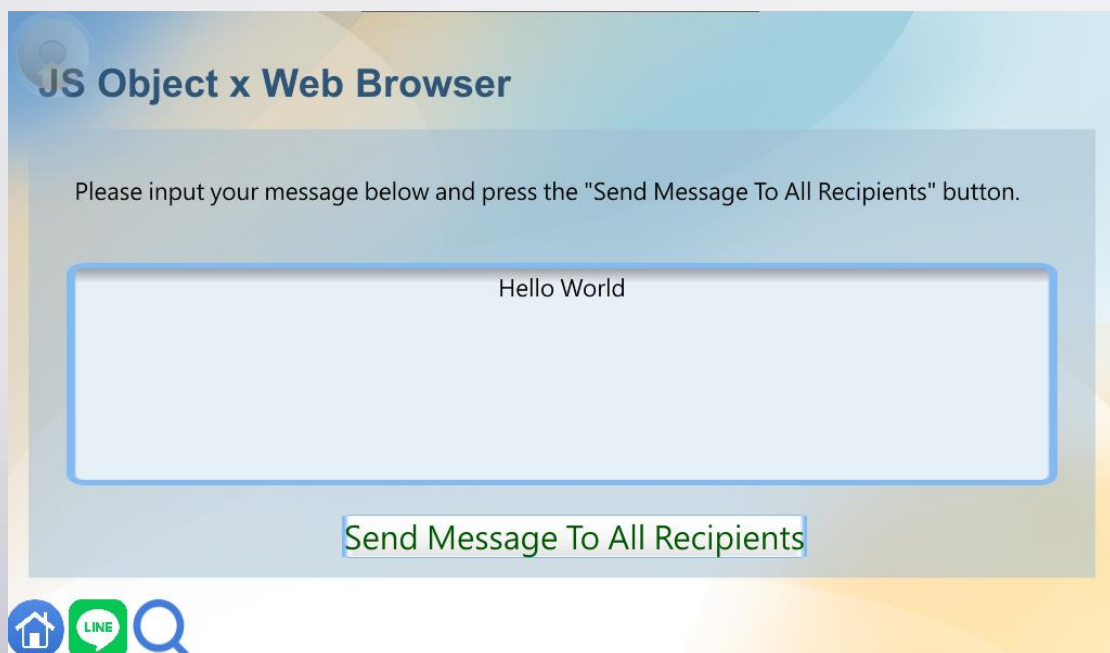 JS Object x Web Browser
Please input your message below and press the "Send Message To All Recipients" button.
Hello World
Send Message To All Recipients
LINE